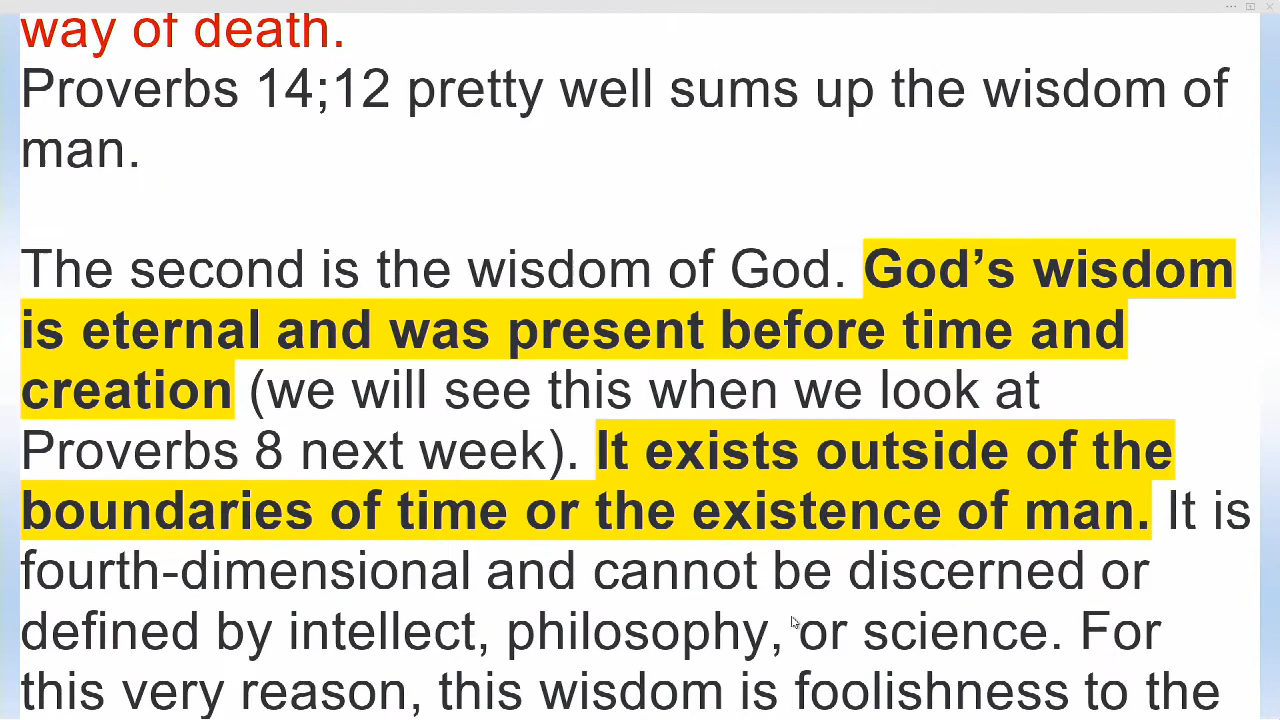 way of death.
Proverbs 14;12 pretty well sums up the wisdom of
man.
The second is the wisdom of God. God’s wisdom
is eternal and was present before time and
creation (we will see this when we look at
Proverbs 8 next week). It exists outside of the
boundaries of time or the existence of man. It is
fourth-dimensional and cannot be discerned or
defined by intellect, philosophy, or science. For
this very reason, this wisdom is foolishness to the